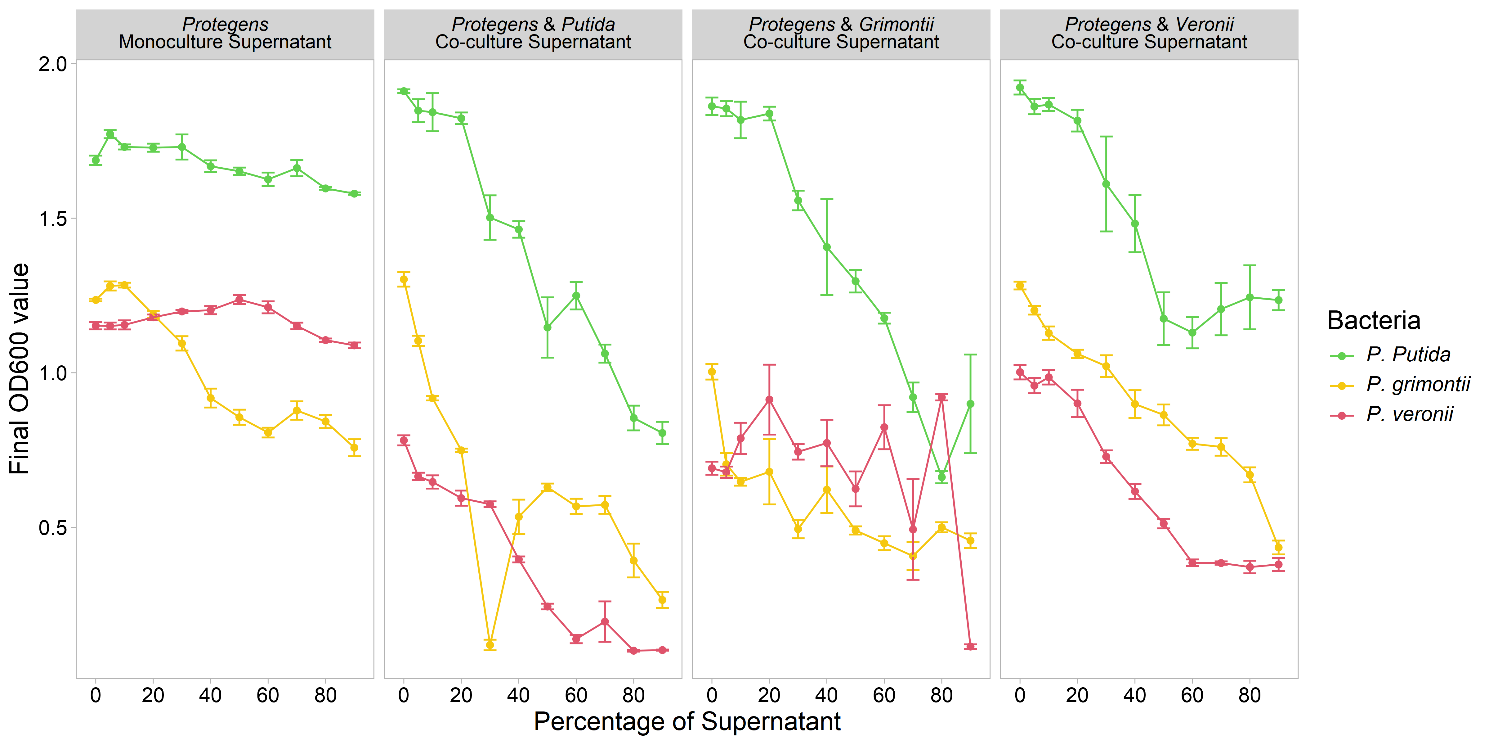 Protegens
Monoculture Supernatant
Protegens & Putida
Co-culture Supernatant
Protegens & Grimontii
Co-culture Supernatant
Protegens & Veronii
Co-culture Supernatant
Final OD600 value
2.0
1.5
1.0
0.5
0 20 40 60 80
0 20 40 60 80
0 20 40 60 80
0 20 40 60 80
Percentage of Supernatant
Bacteria
P. Putida
P. grimontii
P. veronii